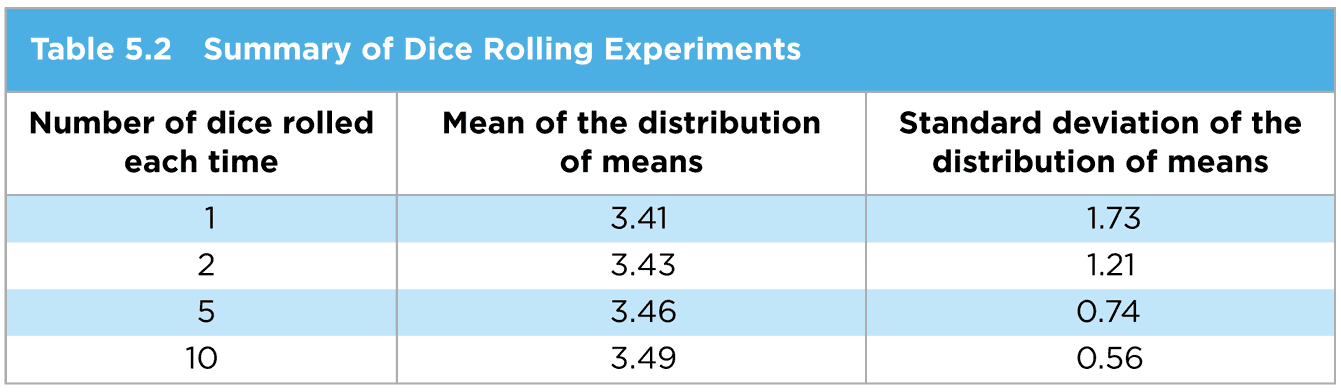 Table 5.2 Summary of Dice Rolling Experiments
Number of dice rolled each time Mean of the distribution of means Standard deviation of the distribution of means
1 3.41 1.73
2 3.43 1.21
5 3.46 0.74
10 3.49 0.56